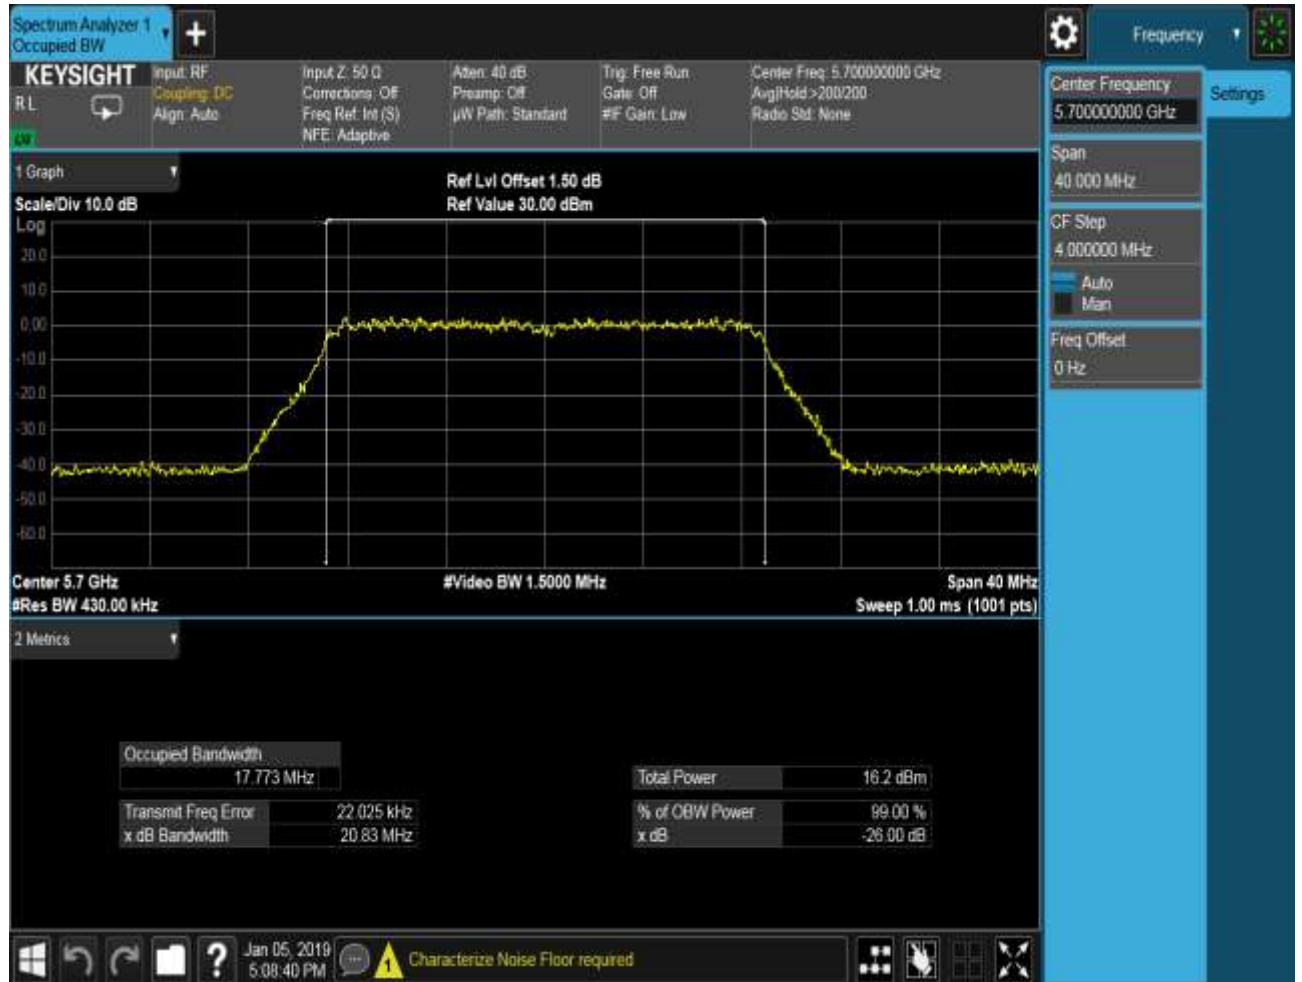 Spectrum Analyzer 1
Occupied BW
Frequency
KEYSIGHT
R L
Input: RF
Coupling: DC
Align: Auto
Input Z: 50 Ω
Corrections: Off
Freq Ref: Int (S)
NFE: Adaptive
Atten: 40 dB
Preamp: Off
µW Path: Standard
Trig: Free Run
Gate: Off
#IF Gain: Low
Center Freq: 5.700000000 GHz
Avg|Hold:>200/200
Radio Std: None
Center Frequency
5.700000000 GHz
Settings
Span
40.000 MHz
CF Step
4.000000 MHz
Auto
Man
Freq Offset
0 Hz
1 Graph
Scale/Div 10.0 dB
Ref Lvl Offset 1.50 dB
Ref Value 30.00 dBm
Log
20.0
10.0
0.00
-10.0
-20.0
-30.0
-40.0
-50.0
-60.0
Center 5.7 GHz
#Video BW 1.5000 MHz
Span 40 MHz
#Res BW 430.00 kHz
Sweep 1.00 ms (1001 pts)
2 Metrics
Occupied Bandwidth
17.773 MHz
Total Power 16.2 dBm
Transmit Freq Error 22.025 kHz
% of OBW Power 99.00 %
x dB Bandwidth 20.83 MHz
x dB -26.00 dB
?
Jan 05, 2019
5:08:40 PM
1
Characterize Noise Floor required